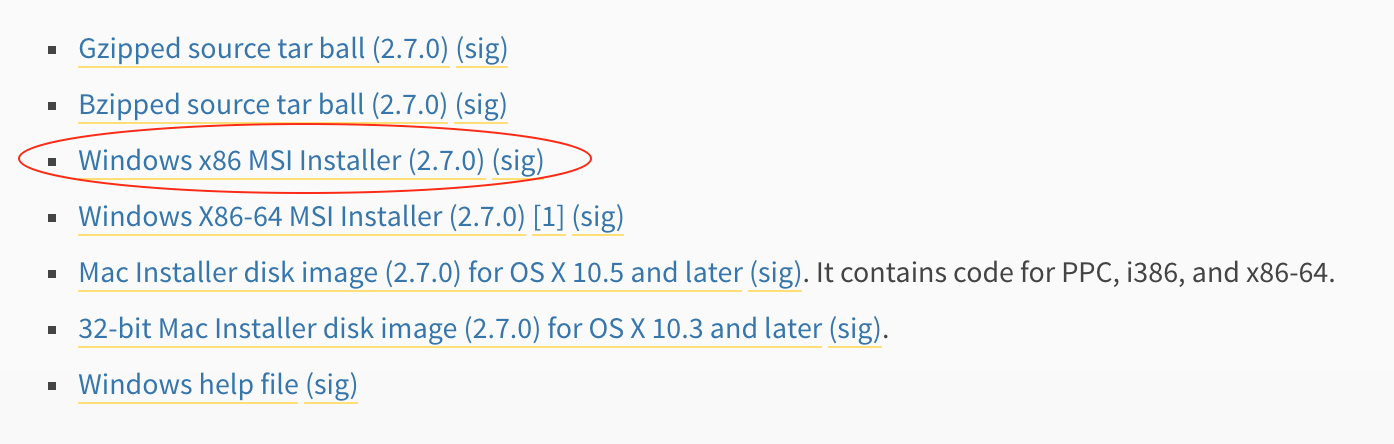 Gzipped source tar ball (2.7.0) (sig)
Bzipped source tar ball (2.7.0) (sig)
Windows x86 MSI Installer (2.7.0) (sig)
Windows X86-64 MSI Installer (2.7.0) [1] (sig)
Mac Installer disk image (2.7.0) for OS X 10.5 and later (sig). It contains code for PPC, i386, and x86-64.
32-bit Mac Installer disk image (2.7.0) for OS X 10.3 and later (sig).
Windows help file (sig)